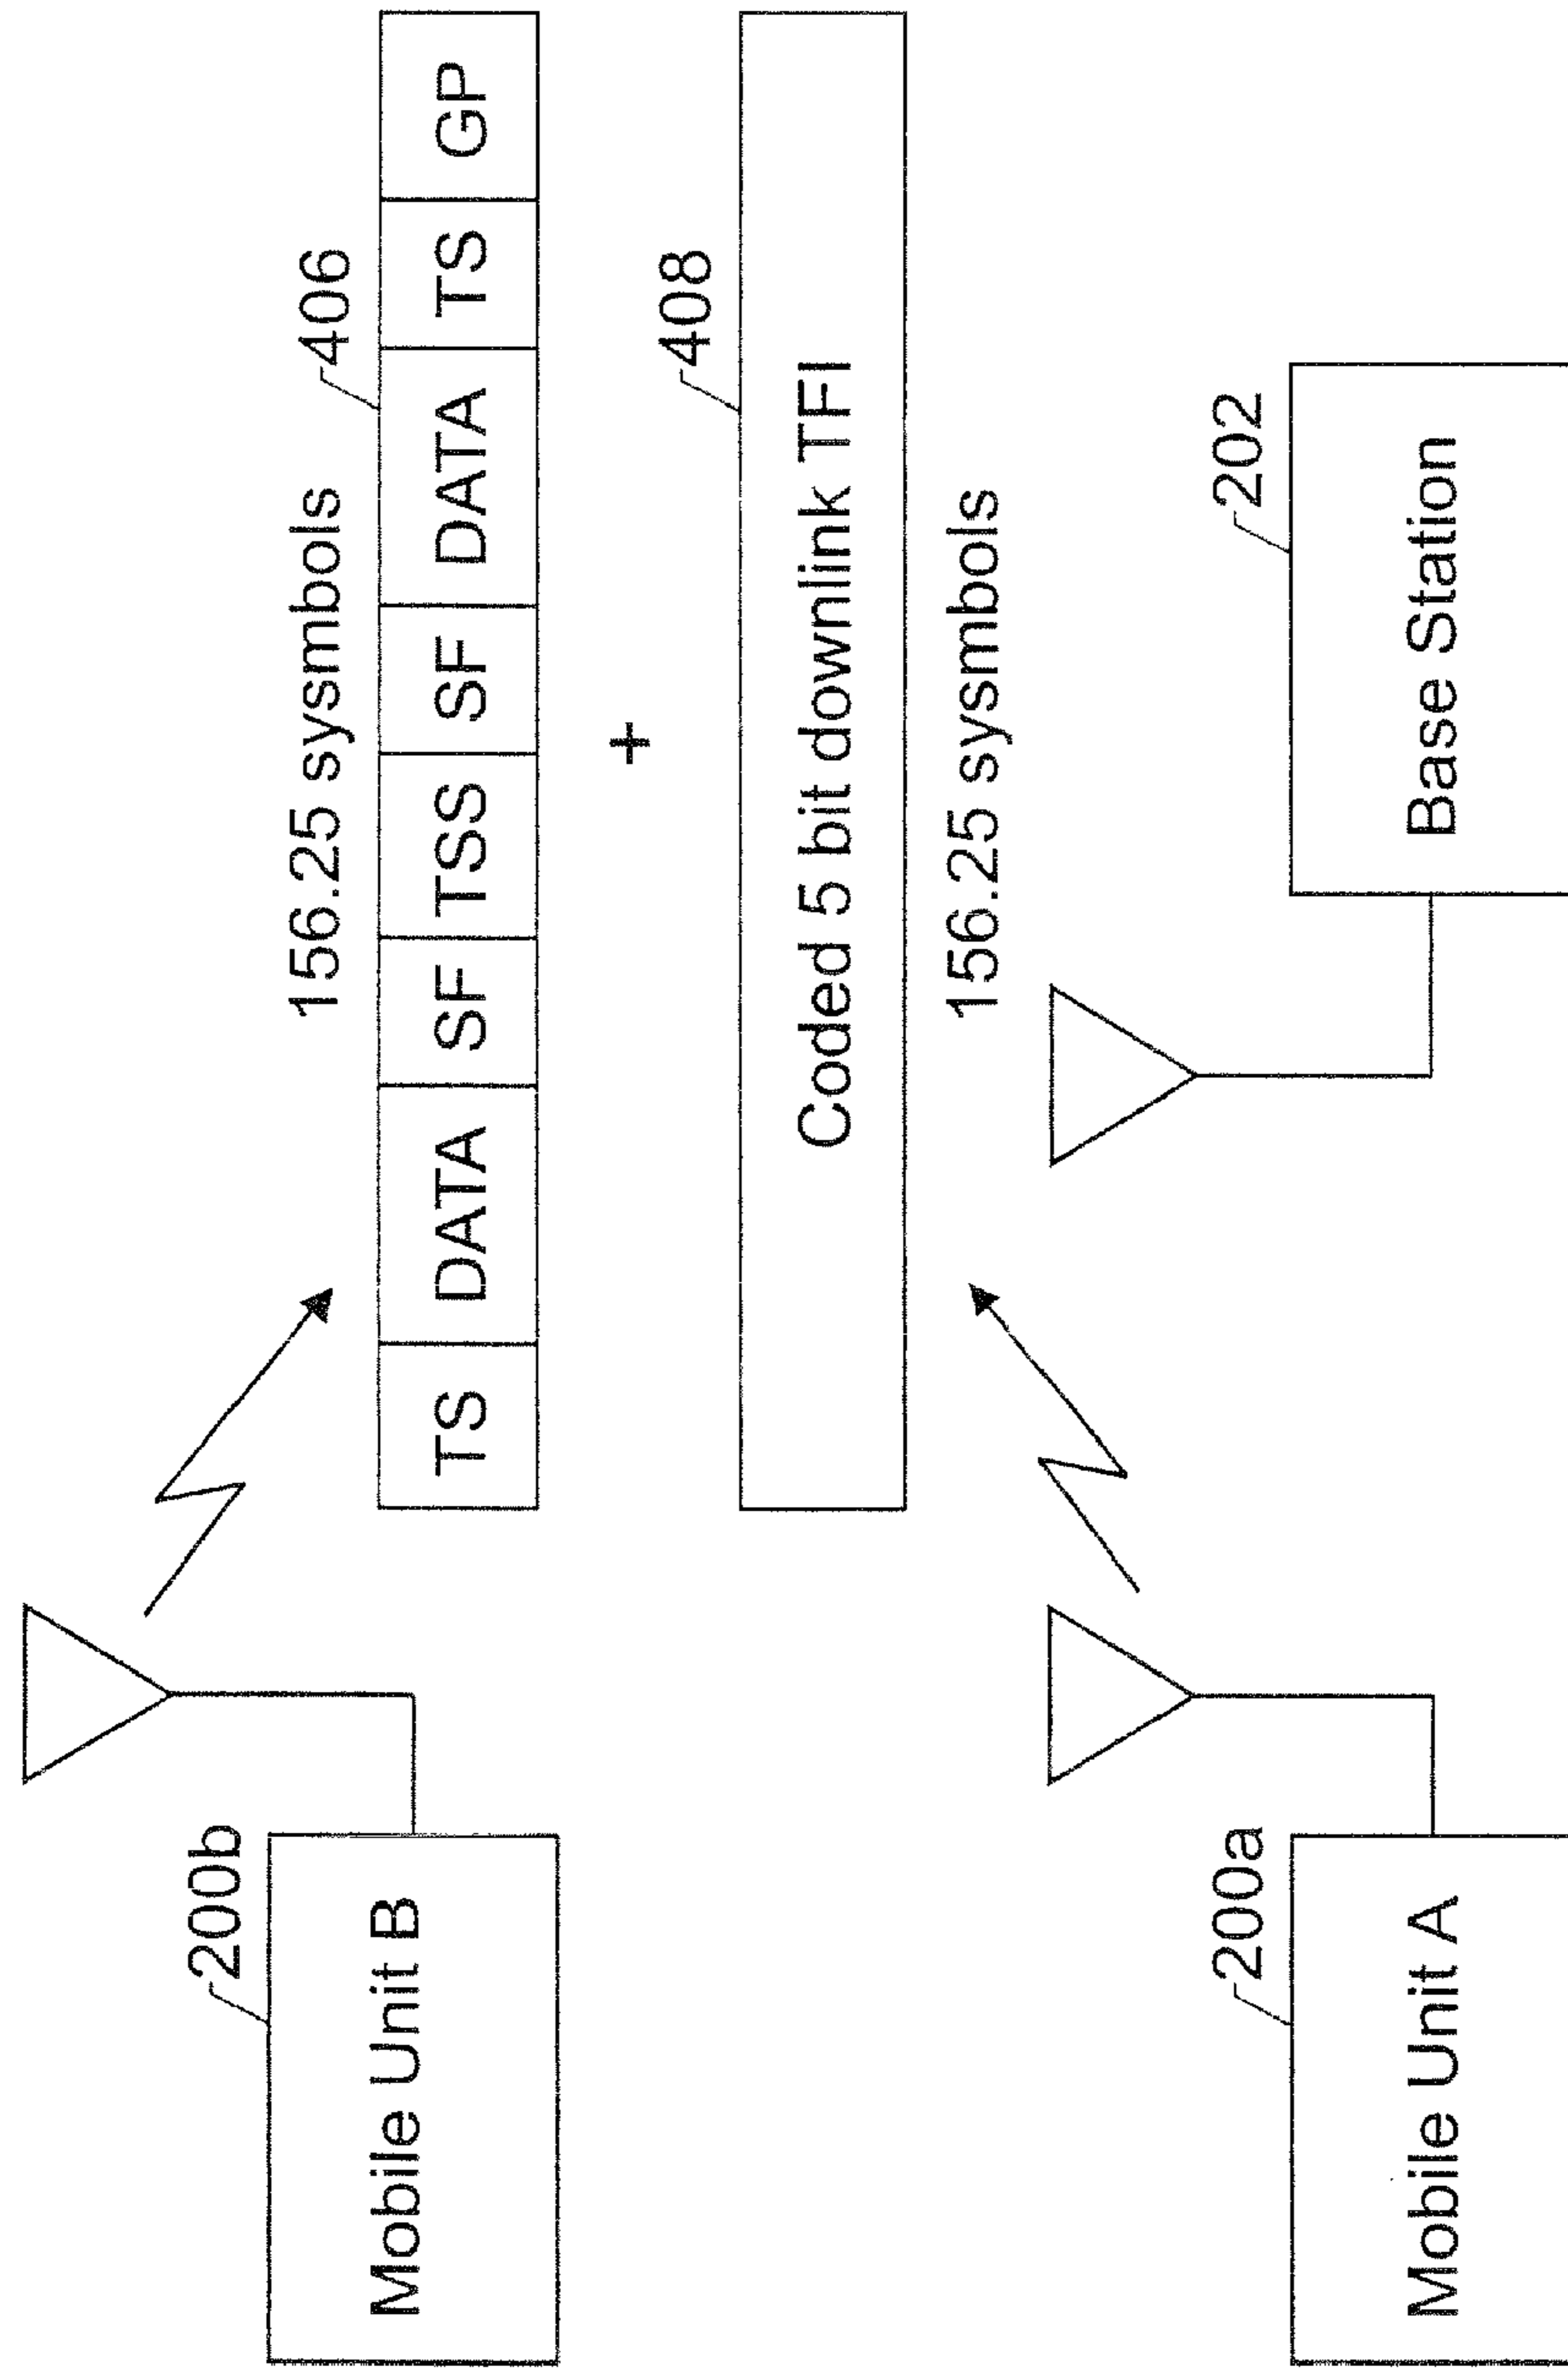 200b
Mobile Unit B
156.25 sysmbols
406
TS DATA SF TSS SF DATA TS GP
+
408
Coded 5 bit downlink TFI
156.25 sysmbols
200a
Mobile Unit A
202
Base Station